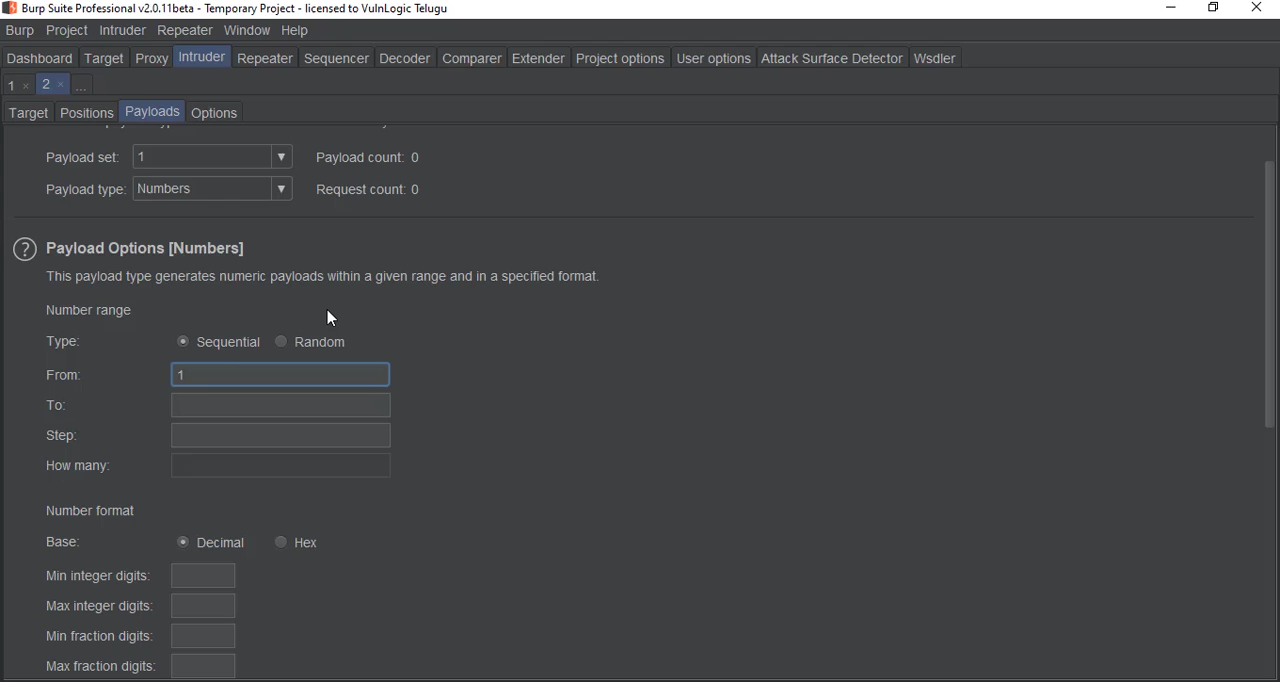 Burp Suite Professional v2.0.11beta - Temporary Project - licensed to VulnLogic Telugu
Burp Project Intruder Repeater Window Help
Dashboard Target Proxy Intruder Repeater Sequencer Decoder Comparer Extender Project options User options Attack Surface Detector Wsdler
1 × 2 × ...
Target Positions Payloads Options
Payload set: 1 Payload count: 0
Payload type: Numbers Request count: 0
? Payload Options [Numbers]
This payload type generates numeric payloads within a given range and in a specified format.
Number range
Type: Sequential Random
From: 1
To:
Step:
How many:
Number format
Base: Decimal Hex
Min integer digits:
Max integer digits:
Min fraction digits:
Max fraction digits: